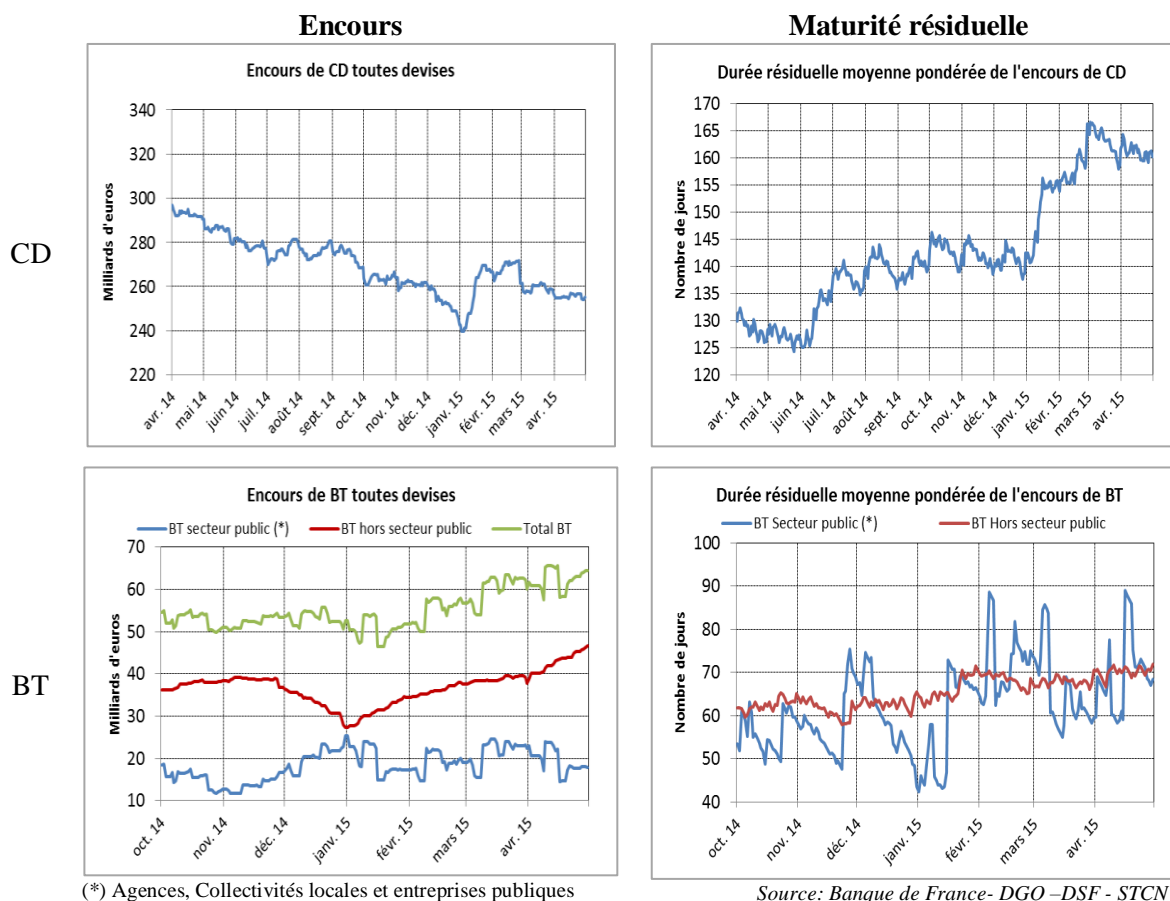 Encours
Maturité résiduelle
CD
Encours de CD toutes devises
Milliards d'euros
340
320
300
280
260
240
220
avr. 14
mai 14
juin 14
juil. 14
août 14
sept. 14
oct. 14
nov. 14
déc. 14
janv. 15
févr. 15
mars 15
avr. 15
Durée résiduelle moyenne pondérée de l'encours de CD
Nombre de jours
170
165
160
155
150
145
140
135
130
125
120
avr. 14
mai 14
juin 14
juil. 14
août 14
sept. 14
oct. 14
nov. 14
déc. 14
janv. 15
févr. 15
mars 15
avr. 15
BT
Encours de BT toutes devises
BT secteur public (*)
BT hors secteur public
Total BT
Milliards d'euros
70
60
50
40
30
20
10
oct. 14
nov. 14
déc. 14
janv. 15
févr. 15
mars 15
avr. 15
Durée résiduelle moyenne pondérée de l'encours de BT
BT Secteur public (*)
BT Hors secteur public
Nombre de jours
100
90
80
70
60
50
40
oct. 14
nov. 14
déc. 14
janv. 15
févr. 15
mars 15
avr. 15
(*) Agences, Collectivités locales et entreprises publiques
Source: Banque de France- DGO –DSF - STCN